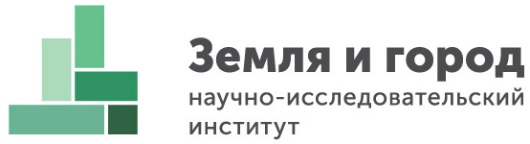 Земля и город
научно-исследовательский
институт